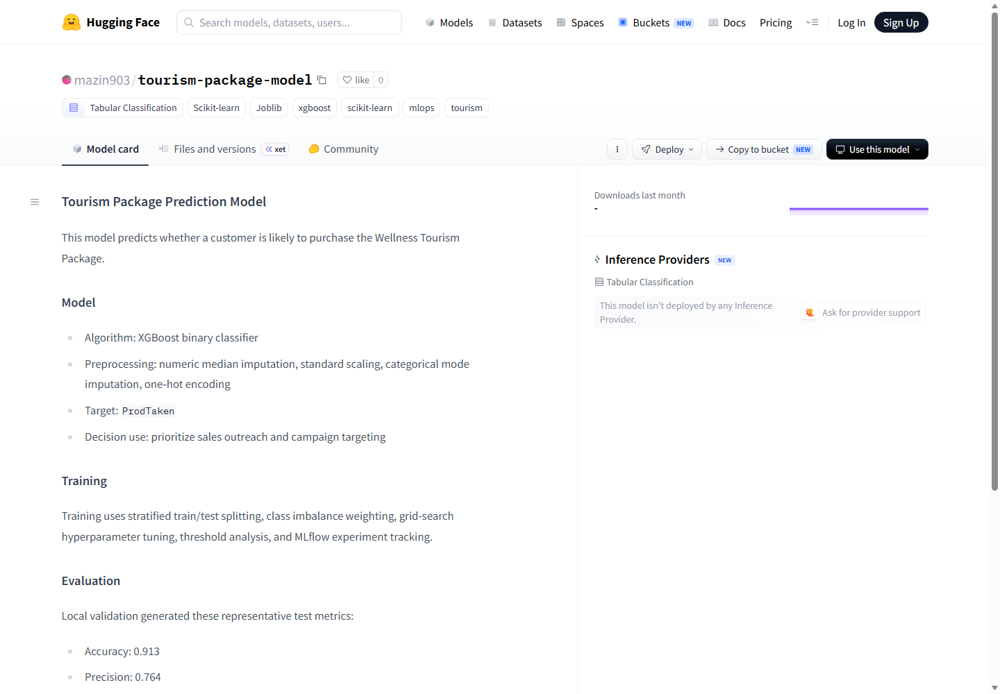 Hugging Face
Search models, datasets, users...
Models
Datasets
Spaces
Buckets NEW
Docs
Pricing
Log In
Sign Up
mazin903/tourism-package-model
like 0
Tabular Classification
Scikit-learn
Joblib
xgboost
scikit-learn
mlops
tourism
Model card
Files and versions xet
Community
Deploy
Copy to bucket NEW
Use this model
Tourism Package Prediction Model
This model predicts whether a customer is likely to purchase the Wellness Tourism
Package.
Model
Algorithm: XGBoost binary classifier
Preprocessing: numeric median imputation, standard scaling, categorical mode
imputation, one-hot encoding
Target: ProdTaken
Decision use: prioritize sales outreach and campaign targeting
Training
Training uses stratified train/test splitting, class imbalance weighting, grid-search
hyperparameter tuning, threshold analysis, and MLflow experiment tracking.
Evaluation
Local validation generated these representative test metrics:
Accuracy: 0.913
Precision: 0.764
Downloads last month
-
Inference Providers NEW
Tabular Classification
This model isn't deployed by any Inference
Provider.
Ask for provider support